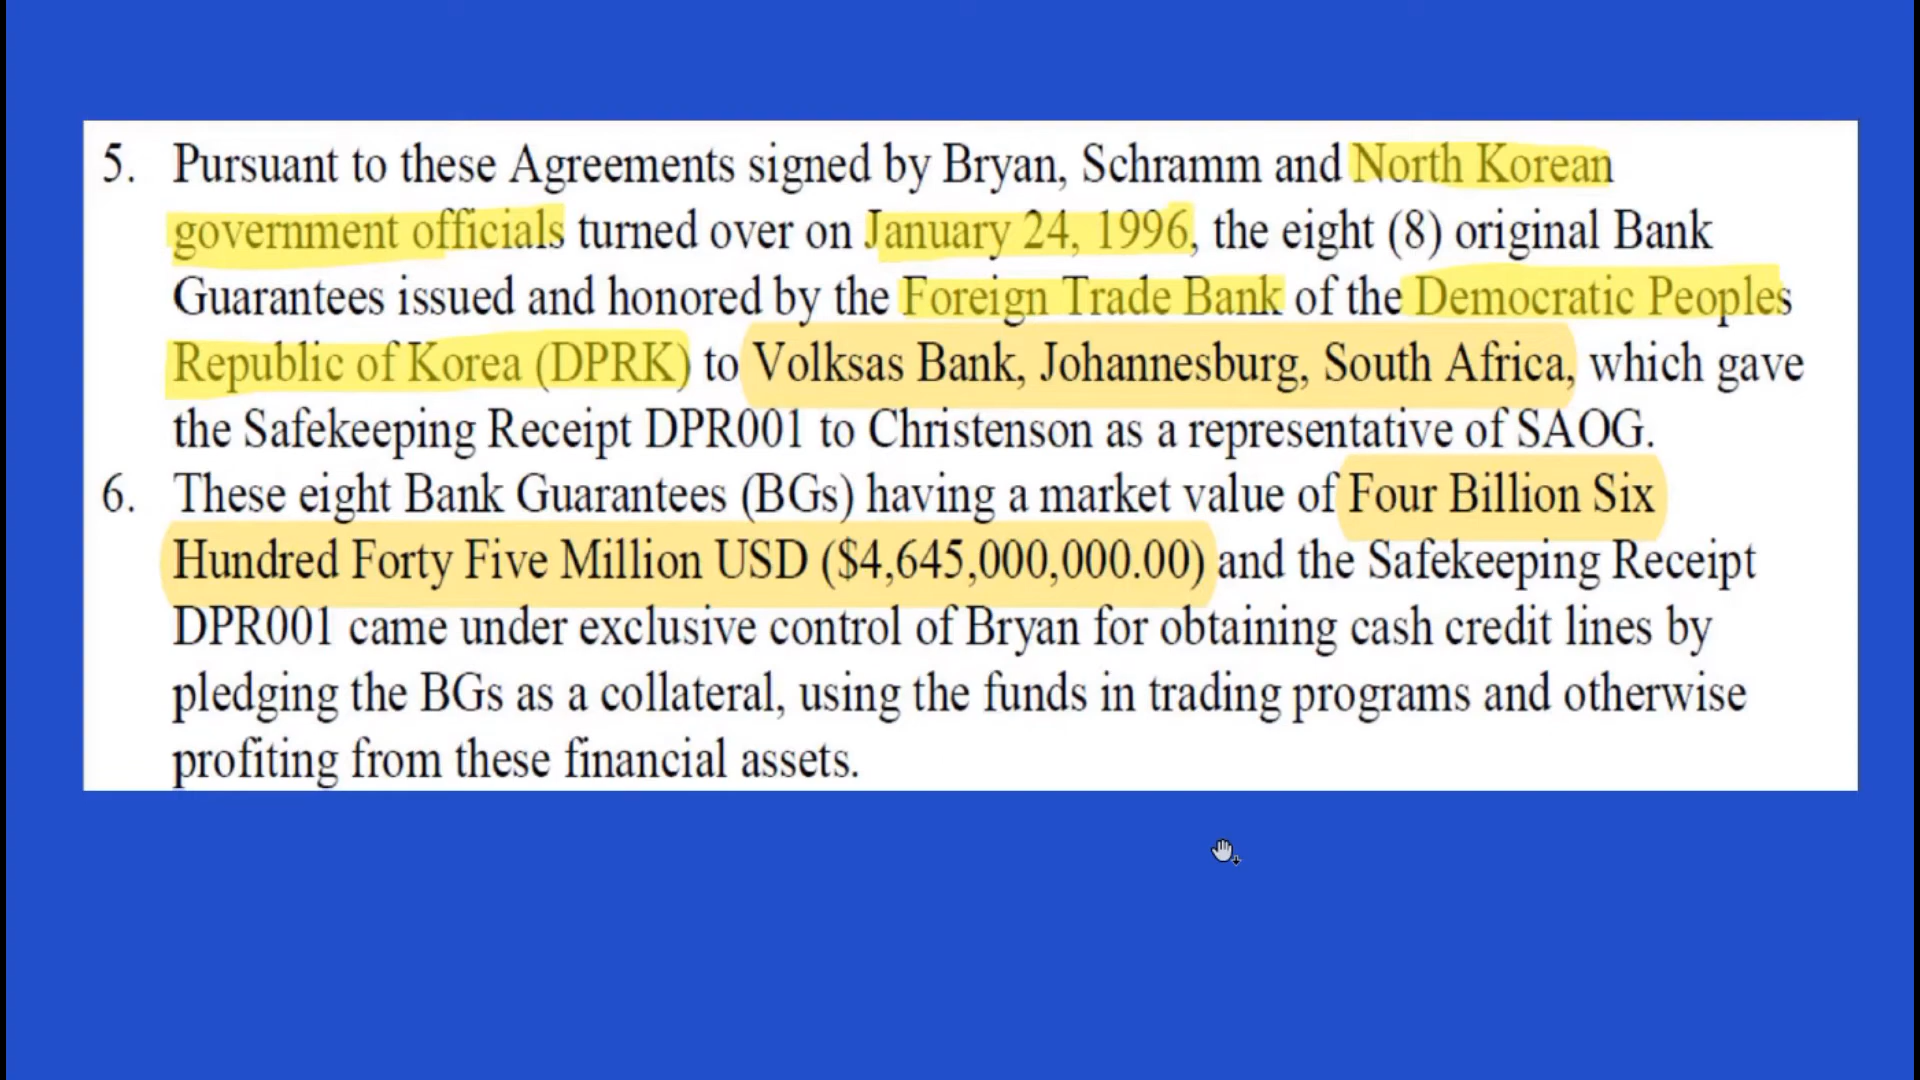 5. Pursuant to these Agreements signed by Bryan, Schramm and North Korean
government officials turned over on January 24, 1996, the eight (8) original Bank
Guarantees issued and honored by the Foreign Trade Bank of the Democratic Peoples
Republic of Korea (DPRK) to Volksas Bank, Johannesburg, South Africa, which gave
the Safekeeping Receipt DPR001 to Christenson as a representative of SAOG.
6. These eight Bank Guarantees (BGs) having a market value of Four Billion Six
Hundred Forty Five Million USD ($4,645,000,000.00) and the Safekeeping Receipt
DPR001 came under exclusive control of Bryan for obtaining cash credit lines by
pledging the BGs as a collateral, using the funds in trading programs and otherwise
profiting from these financial assets.